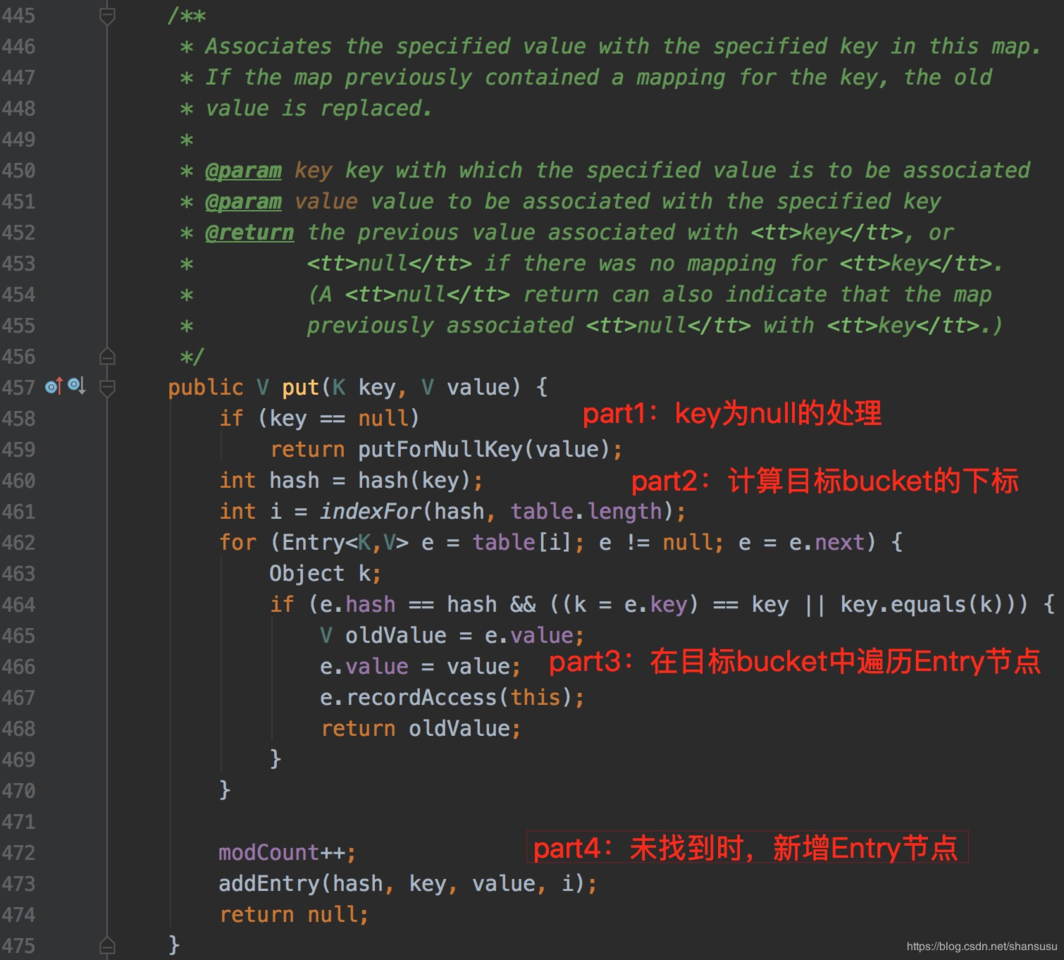 445 /**
446 * Associates the specified value with the specified key in this map.
447 * If the map previously contained a mapping for the key, the old
448 * value is replaced.
449 *
450 * @param key key with which the specified value is to be associated
451 * @param value value to be associated with the specified key
452 * @return the previous value associated with <tt>key</tt>, or
453 * <tt>null</tt> if there was no mapping for <tt>key</tt>.
454 * (A <tt>null</tt> return can also indicate that the map
455 * previously associated <tt>null</tt> with <tt>key</tt>.)
456 */
457 public V put(K key, V value) {
458 if (key == null) part1：key为null的处理
459 return putForNullKey(value);
460 int hash = hash(key); part2：计算目标bucket的下标
461 int i = indexFor(hash, table.length);
462 for (Entry<K,V> e = table[i]; e != null; e = e.next) {
463 Object k;
464 if (e.hash == hash && ((k = e.key) == key || key.equals(k))) {
465 V oldValue = e.value;
466 e.value = value; part3：在目标bucket中遍历Entry节点
467 e.recordAccess(this);
468 return oldValue;
469 }
470 }
471
472 modCount++; part4：未找到时，新增Entry节点
473 addEntry(hash, key, value, i);
474 return null;
475 }
https://blog.csdn.net/shansusu